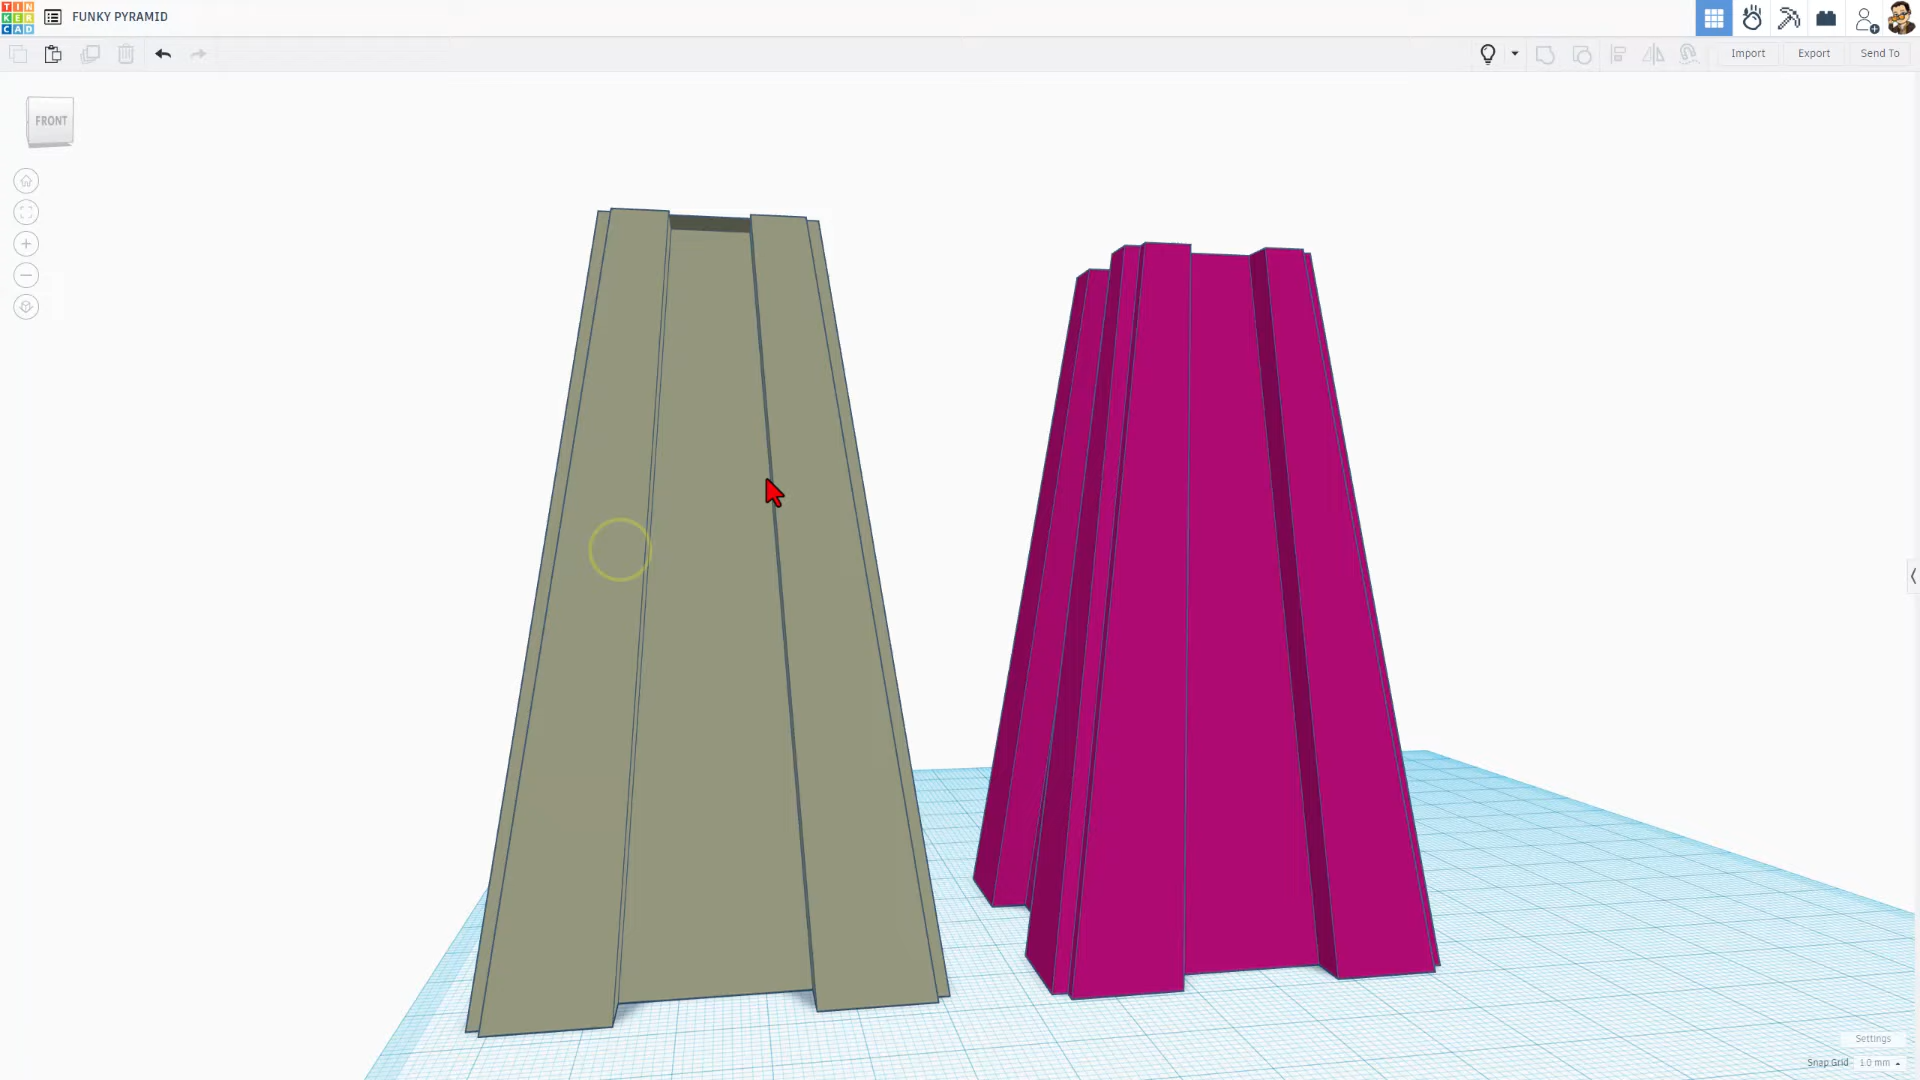 TIN
KER
CAD
FUNKY PYRAMID
Import
Export
Send To
FRONT
Settings
Snap Grid 1.0 mm